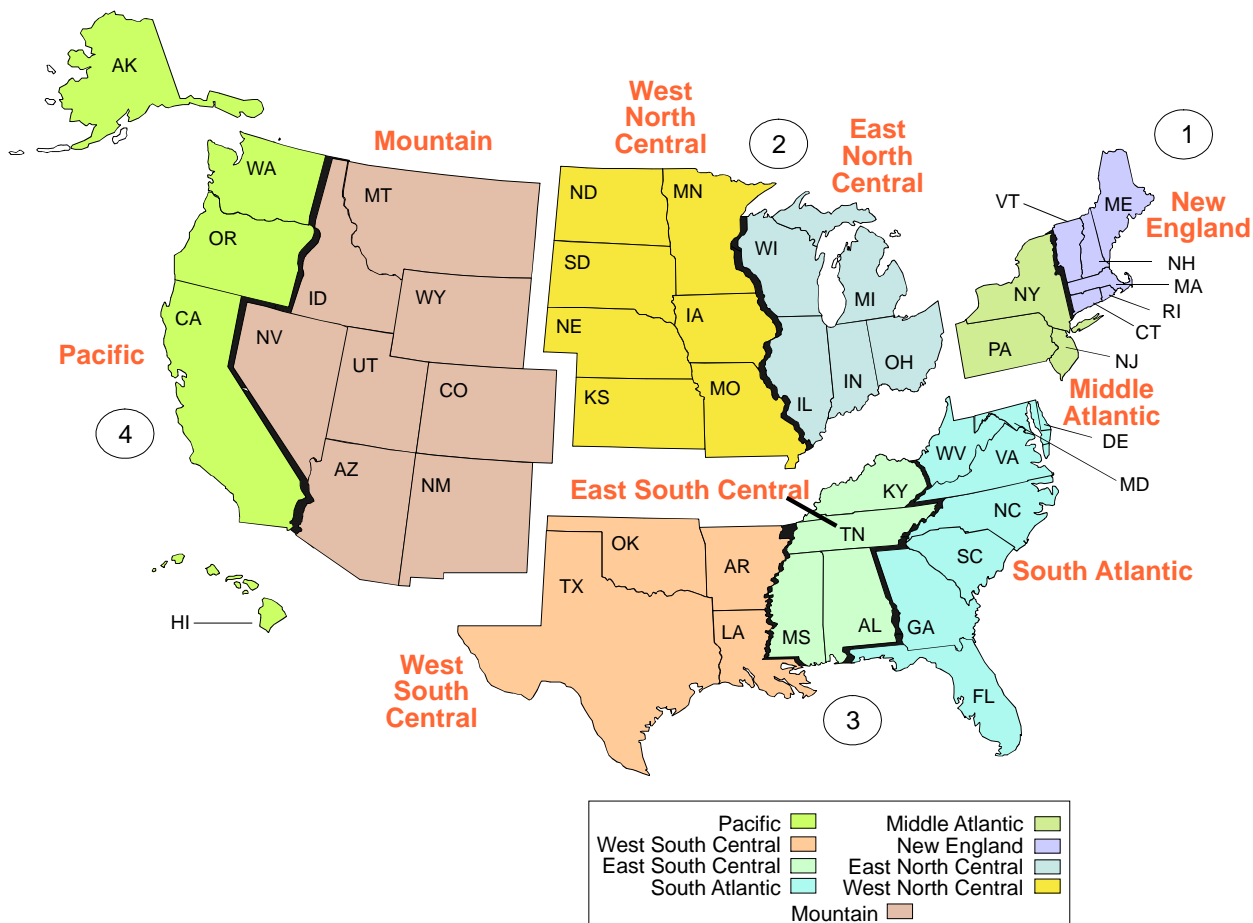 AK
West
North
Central
2
East
North
Central
1
Mountain
WA
MT
ND
MN
VT
ME
New
England
OR
ID
WY
SD
WI
MI
NH
MA
RI
CT
NY
CA
NV
UT
CO
NE
IA
PA
NJ
Pacific
KS
MO
IL
IN
OH
Middle
Atlantic
4
AZ
NM
WV
VA
DE
MD
East South Central
KY
TN
NC
SC
South Atlantic
OK
AR
TX
LA
MS
AL
GA
FL
HI
West
South
Central
3
Pacific
Middle Atlantic
West South Central
New England
East South Central
East North Central
South Atlantic
West North Central
Mountain